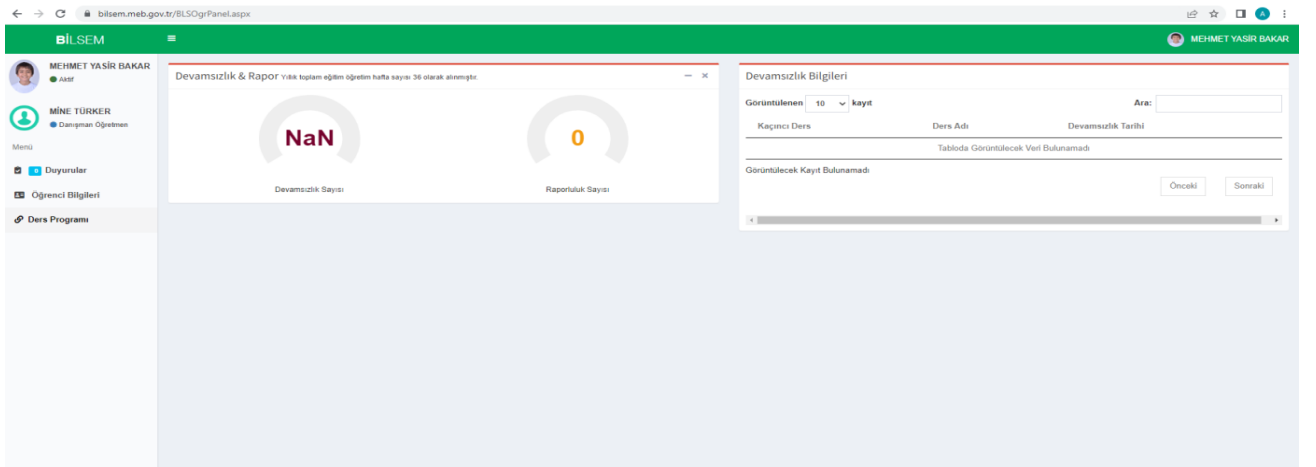 bilsem.meb.gov.tr/BLSOgrPanel.aspx
A
BİLSEM
MEHMET YASİR BAKAR
MEHMET YASİR BAKAR
Aktif
MİNE TÜRKER
Danışman Öğretmen
Menü
0 Duyurular
Öğrenci Bilgileri
Ders Programı
Devamsızlık & Rapor Yıllık toplam eğitim öğretim hafta sayısı 36 olarak alınmıştır.
NaN
0
Devamsızlık Sayısı
Raporluluk Sayısı
Devamsızlık Bilgileri
Görüntülenen 10 kayıt
Ara:
Kaçıncı Ders Ders Adı Devamsızlık Tarihi
Tabloda Görüntülecek Veri Bulunamadı
Görüntülecek Kayıt Bulunamadı
Önceki Sonraki